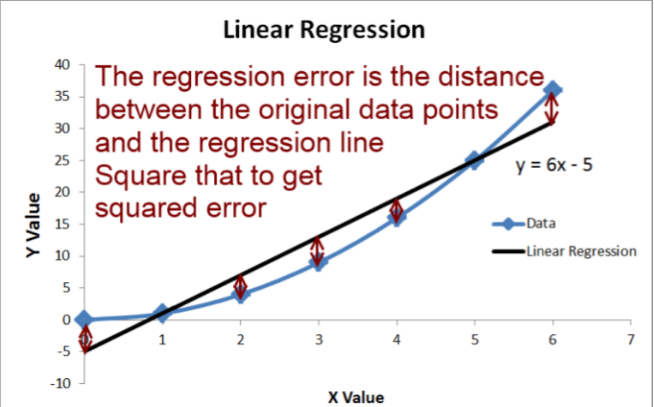 Linear Regression
The regression error is the distance
between the original data points
and the regression line
Square that to get
squared error
y = 6x - 5
Data
Linear Regression
Y Value
40
35
30
25
20
15
10
5
0
-5
-10
1 2 3 4 5 6 7
X Value